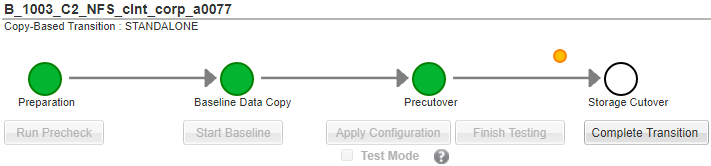 B_1003_C2_NFS_clnt_corp_a0077
Copy-Based Transition : STANDALONE
Preparation
Baseline Data Copy
Precutover
Storage Cutover
Run Precheck
Start Baseline
Apply Configuration
Finish Testing
Complete Transition
Test Mode
?